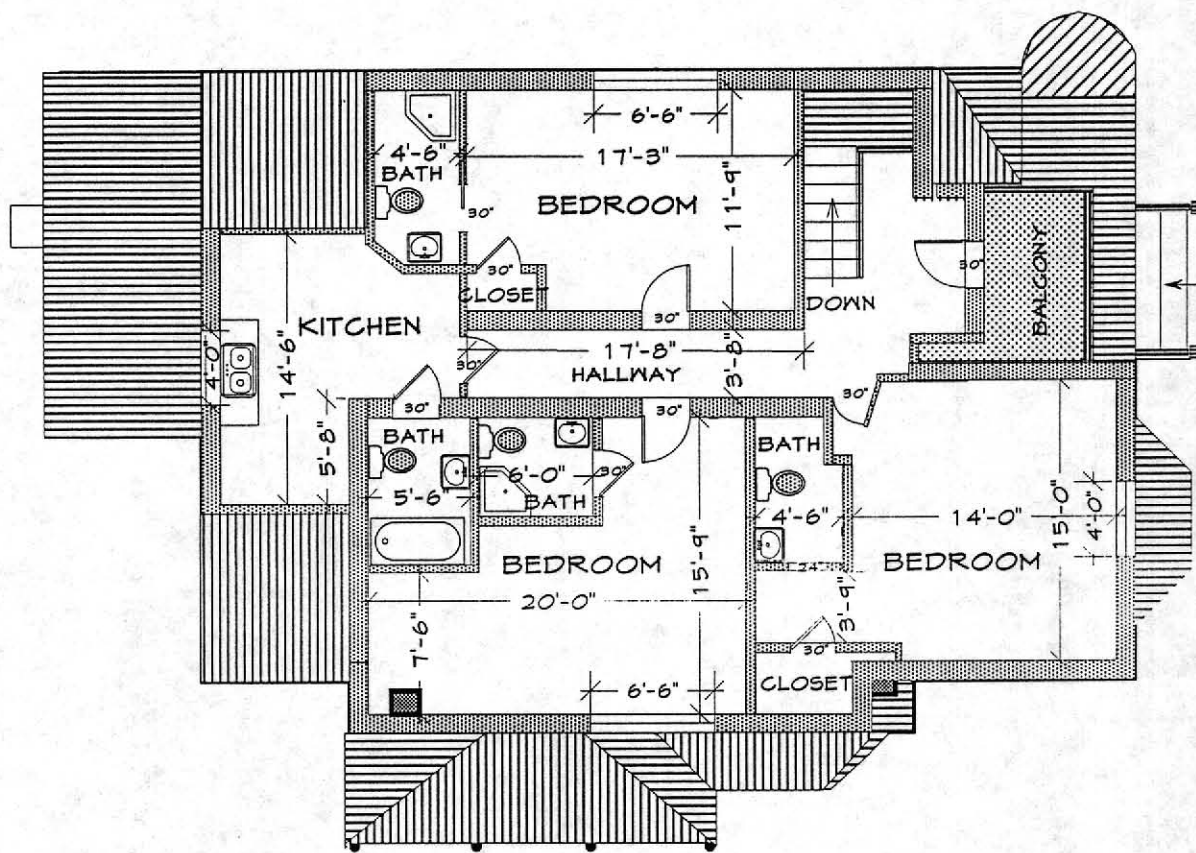 6'-6"
4'-6"
BATH
17'-3"
11'-9"
BEDROOM
30"
30"
30"
CLOSET
30"
DOWN
BALCONY
KITCHEN
4'-0"
14'-6"
5'-8"
17'-8"
HALLWAY
3'-8"
30"
30"
30"
30"
BATH
5'-6"
6'-0"
30"
BATH
BATH
4'-6"
14'-0"
15'-0"
4'-0"
BEDROOM
15'-9"
20'-0"
7'-6"
BEDROOM
24"
3'-9"
30"
CLOSET
6'-6"